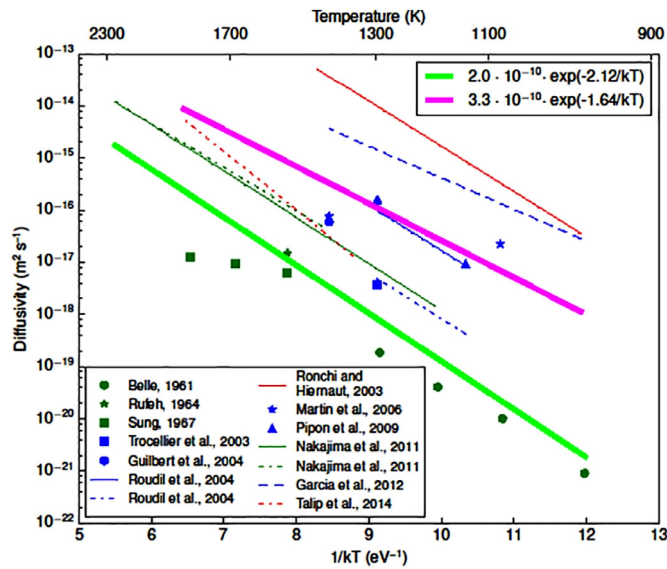 Temperature (K)
2300 1700 1300 1100 900
10⁻¹³
10⁻¹⁴
10⁻¹⁵
10⁻¹⁶
10⁻¹⁷
10⁻¹⁸
10⁻¹⁹
10⁻²⁰
10⁻²¹
10⁻²²
Diffusivity (m² s⁻¹)
2.0 · 10⁻¹⁰ · exp(-2.12/kT)
3.3 · 10⁻¹⁰ · exp(-1.64/kT)
Belle, 1961
Rufeh, 1964
Sung, 1967
Trocellier et al., 2003
Guilbert et al., 2004
Roudil et al., 2004
Roudil et al., 2004
Ronchi and
Hiernaut, 2003
Martin et al., 2006
Pipon et al., 2009
Nakajima et al., 2011
Nakajima et al., 2011
Garcia et al., 2012
Talip et al., 2014
5 6 7 8 9 10 11 12 13
1/kT (eV⁻¹)